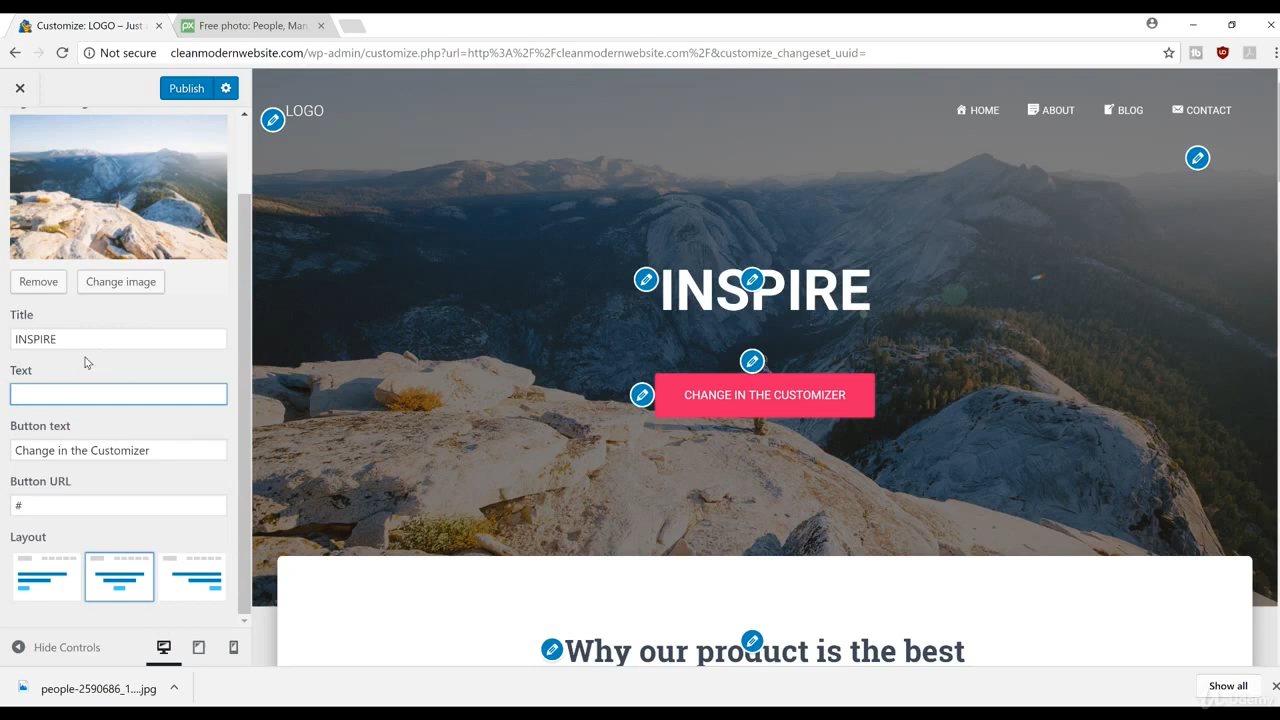 Customize: LOGO – Just
Free photo: People, Man,
Not secure
cleanmodernwebsite.com/wp-admin/customize.php?url=http%3A%2F%2Fcleanmodernwebsite.com%2F&customize_changeset_uuid=
Publish
LOGO
HOME
ABOUT
BLOG
CONTACT
Remove
Change image
Title
INSPIRE
Text
Button text
Change in the Customizer
Button URL
#
Layout
INSPIRE
CHANGE IN THE CUSTOMIZER
Why our product is the best
Hide Controls
people-2590686_1....jpg
Show all
Udemy